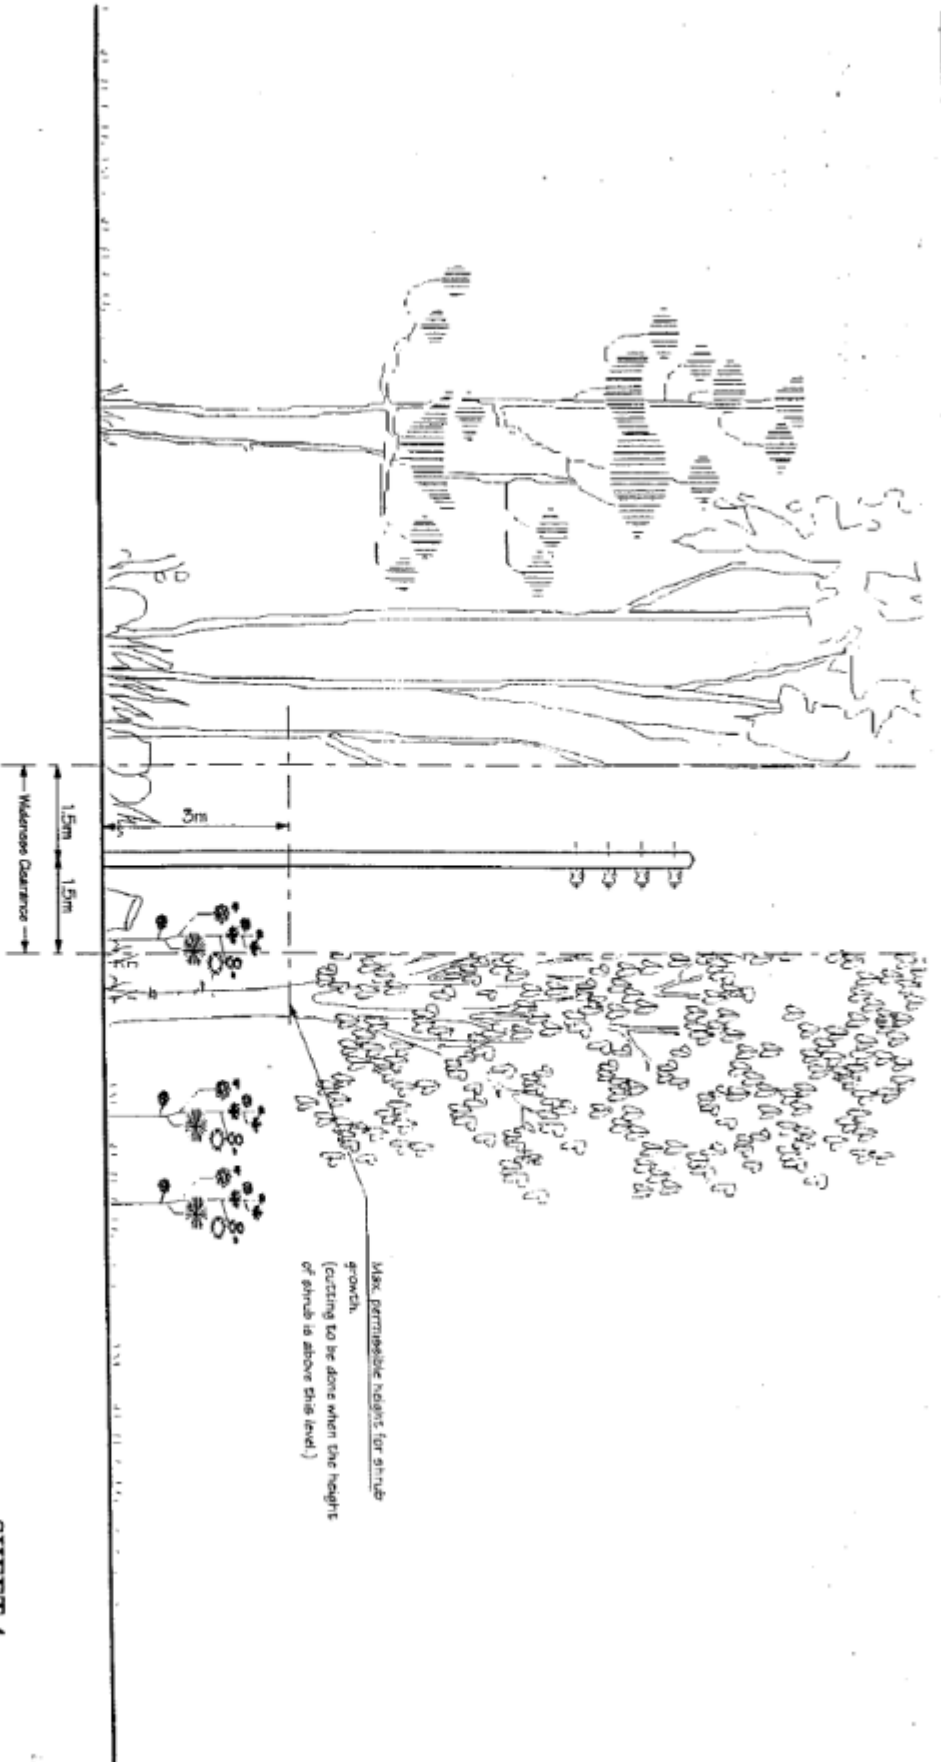 Max. permissible height for shrub
growth.
(cutting to be done when the height
of shrub is above this level.)
3m
1.5m
1.5m
Wideness Clearance